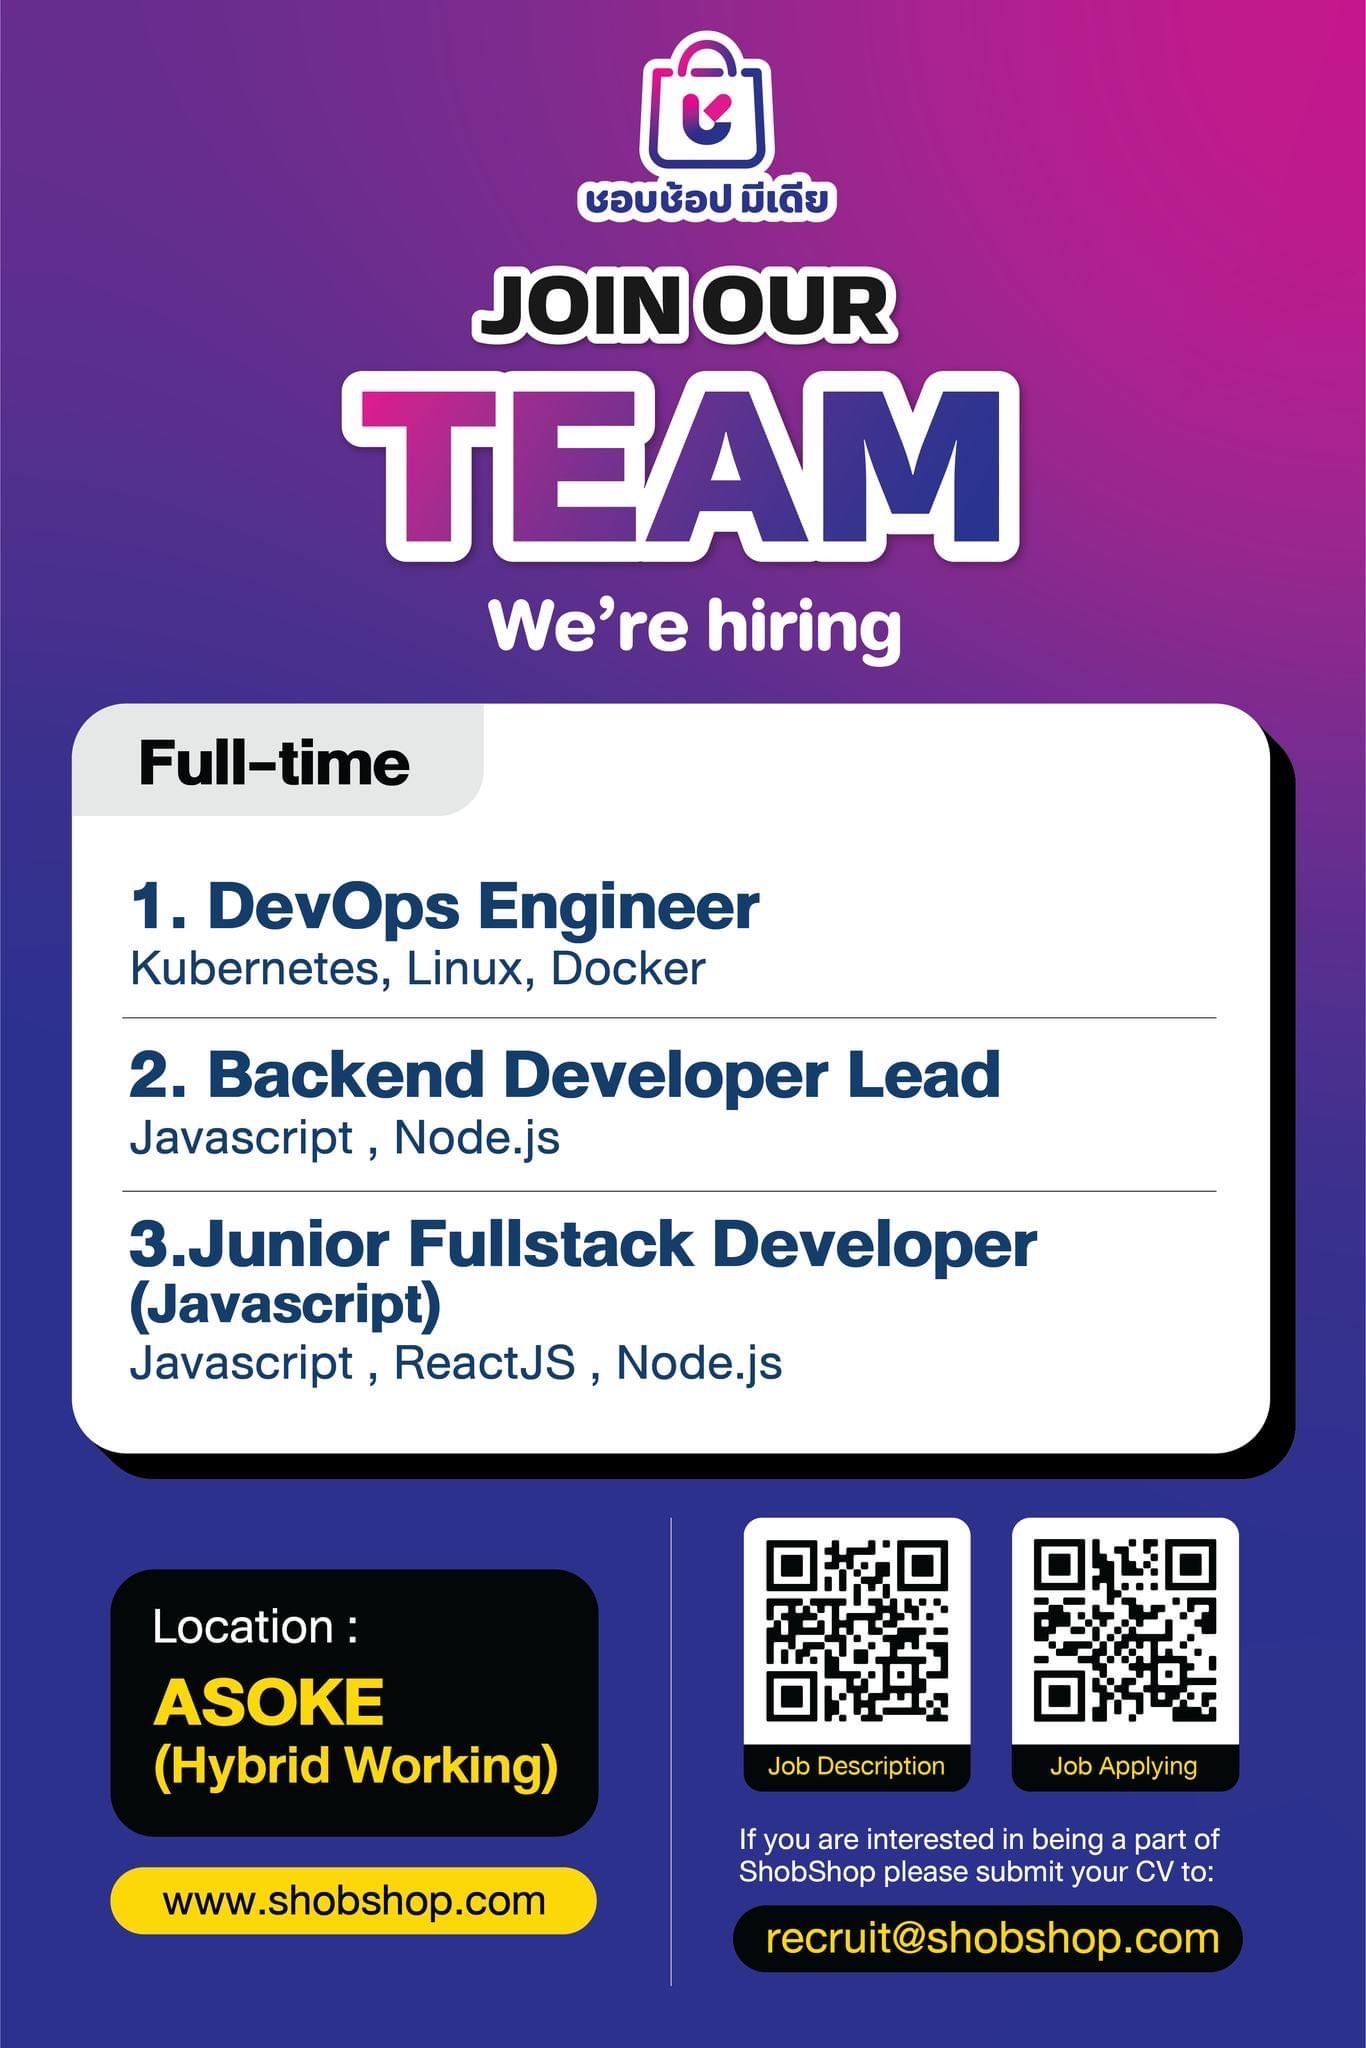 ชอบช้อป มีเดีย
JOIN OUR
TEAM
We're hiring
Full-time
1. DevOps Engineer
Kubernetes, Linux, Docker
2. Backend Developer Lead
Javascript , Node.js
3.Junior Fullstack Developer
(Javascript)
Javascript , ReactJS , Node.js
Location :
ASOKE
(Hybrid Working)
www.shobshop.com
Job Description
Job Applying
If you are interested in being a part of
ShobShop please submit your CV to:
recruit@shobshop.com